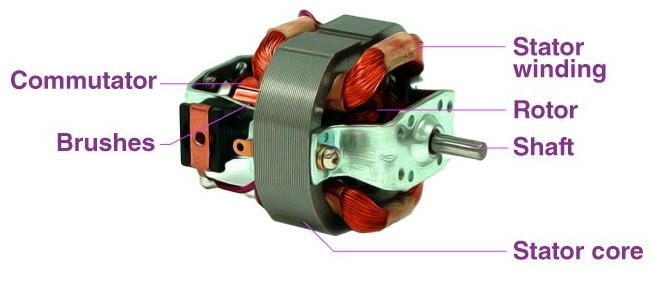 Commutator
Brushes
Stator
winding
Rotor
Shaft
Stator core